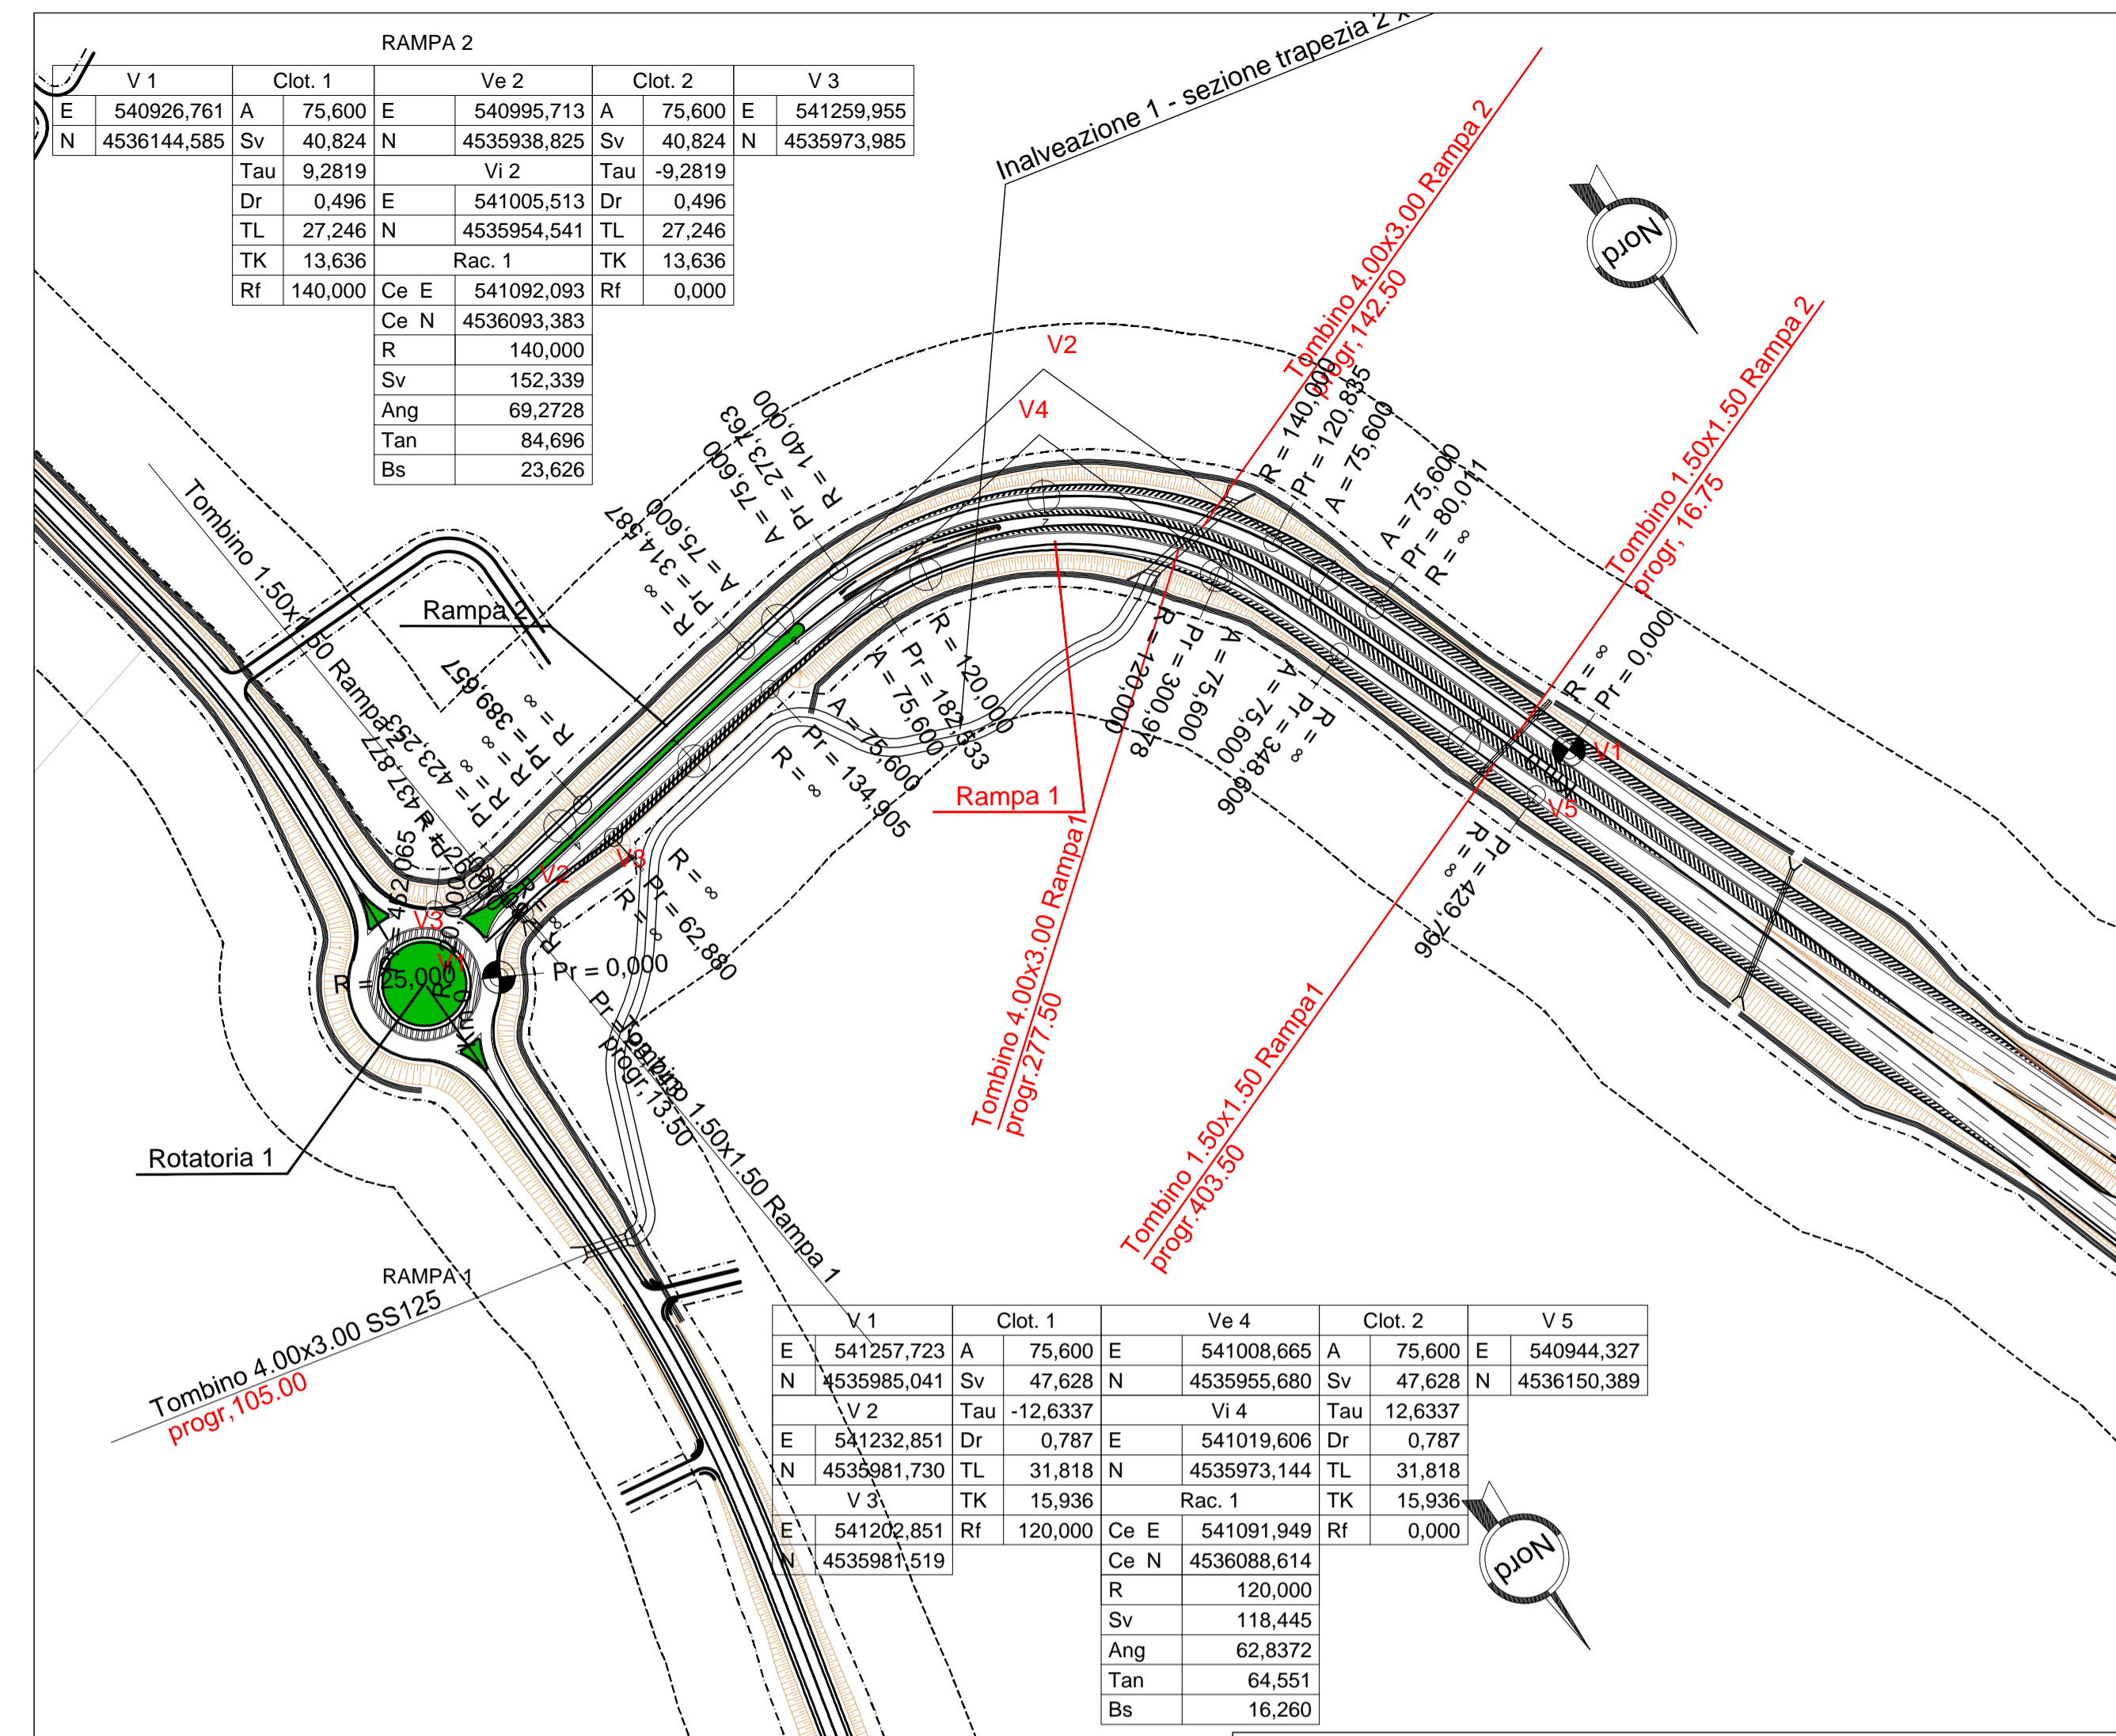 RAMPA 2
V 1 Clot. 1 Ve 2 Clot. 2 V 3
E 540926,761 A 75,600 E 540995,713 A 75,600 E 541259,955
N 4536144,585 Sv 40,824 N 4535938,825 Sv 40,824 N 4535973,985
Tau 9,2819 Vi 2 Tau -9,2819
Dr 0,496 E 541005,513 Dr 0,496
TL 27,246 N 4535954,541 TL 27,246
TK 13,636 Rac. 1 TK 13,636
Rf 140,000 Ce E 541092,093 Rf 0,000
Ce N 4536093,383
R 140,000
Sv 152,339
Ang 69,2728
Tan 84,696
Bs 23,626
Inalveazione 1 - sezione trapezia 2 x
Tombino 4.00x3.00 Rampa 2
progr, 142.50
Nord
Tombino 1.50x1.50 Rampa 2
progr, 16.75
V2
V4
R = 140,000
Pr = 273,763
A = 75,600
A = 75,600
Pr = 314,587
R = ∞
R = 140,000
Pr = 120,835
A = 75,600
A = 75,600
Pr = 80,011
R = ∞
R = ∞
Pr = 0,000
V1
V5
Tombino 1.50x1.50 Rampa 2
Rampa 2
R = ∞
Pr = 389,657
R = ∞
R = ∞
Pr = 423,253
437,877
R = 120,000
Pr = 182,533
A = 75,600
A = 75,600
Pr = 134,905
R = ∞
R = 120,000
Pr = 300,978
A = 75,600
A = 75,600
Pr = 348,606
R = ∞
Rampa 1
Pr = 429,796
R = ∞
V2
V3
R = ∞
Pr = 62,880
R = ∞
V3
Pr = 452,065
R = 25,000
Pr = 0,000
Rotatoria 1
Tombino 1.50x1.50 Rampa 1
progr,13.50
Tombino 4.00x3.00 Rampa1
progr.277.50
Tombino 1.50x1.50 Rampa1
progr.403.50
RAMPA 1
Tombino 4.00x3.00 SS125
progr,105.00
V 1 Clot. 1 Ve 4 Clot. 2 V 5
E 541257,723 A 75,600 E 541008,665 A 75,600 E 540944,327
N 4535985,041 Sv 47,628 N 4535955,680 Sv 47,628 N 4536150,389
V 2 Tau -12,6337 Vi 4 Tau 12,6337
E 541232,851 Dr 0,787 E 541019,606 Dr 0,787
N 4535981,730 TL 31,818 N 4535973,144 TL 31,818
V 3 TK 15,936 Rac. 1 TK 15,936
E 541202,851 Rf 120,000 Ce E 541091,949 Rf 0,000
N 4535981,519 Ce N 4536088,614
R 120,000
Sv 118,445
Ang 62,8372
Tan 64,551
Bs 16,260
Nord